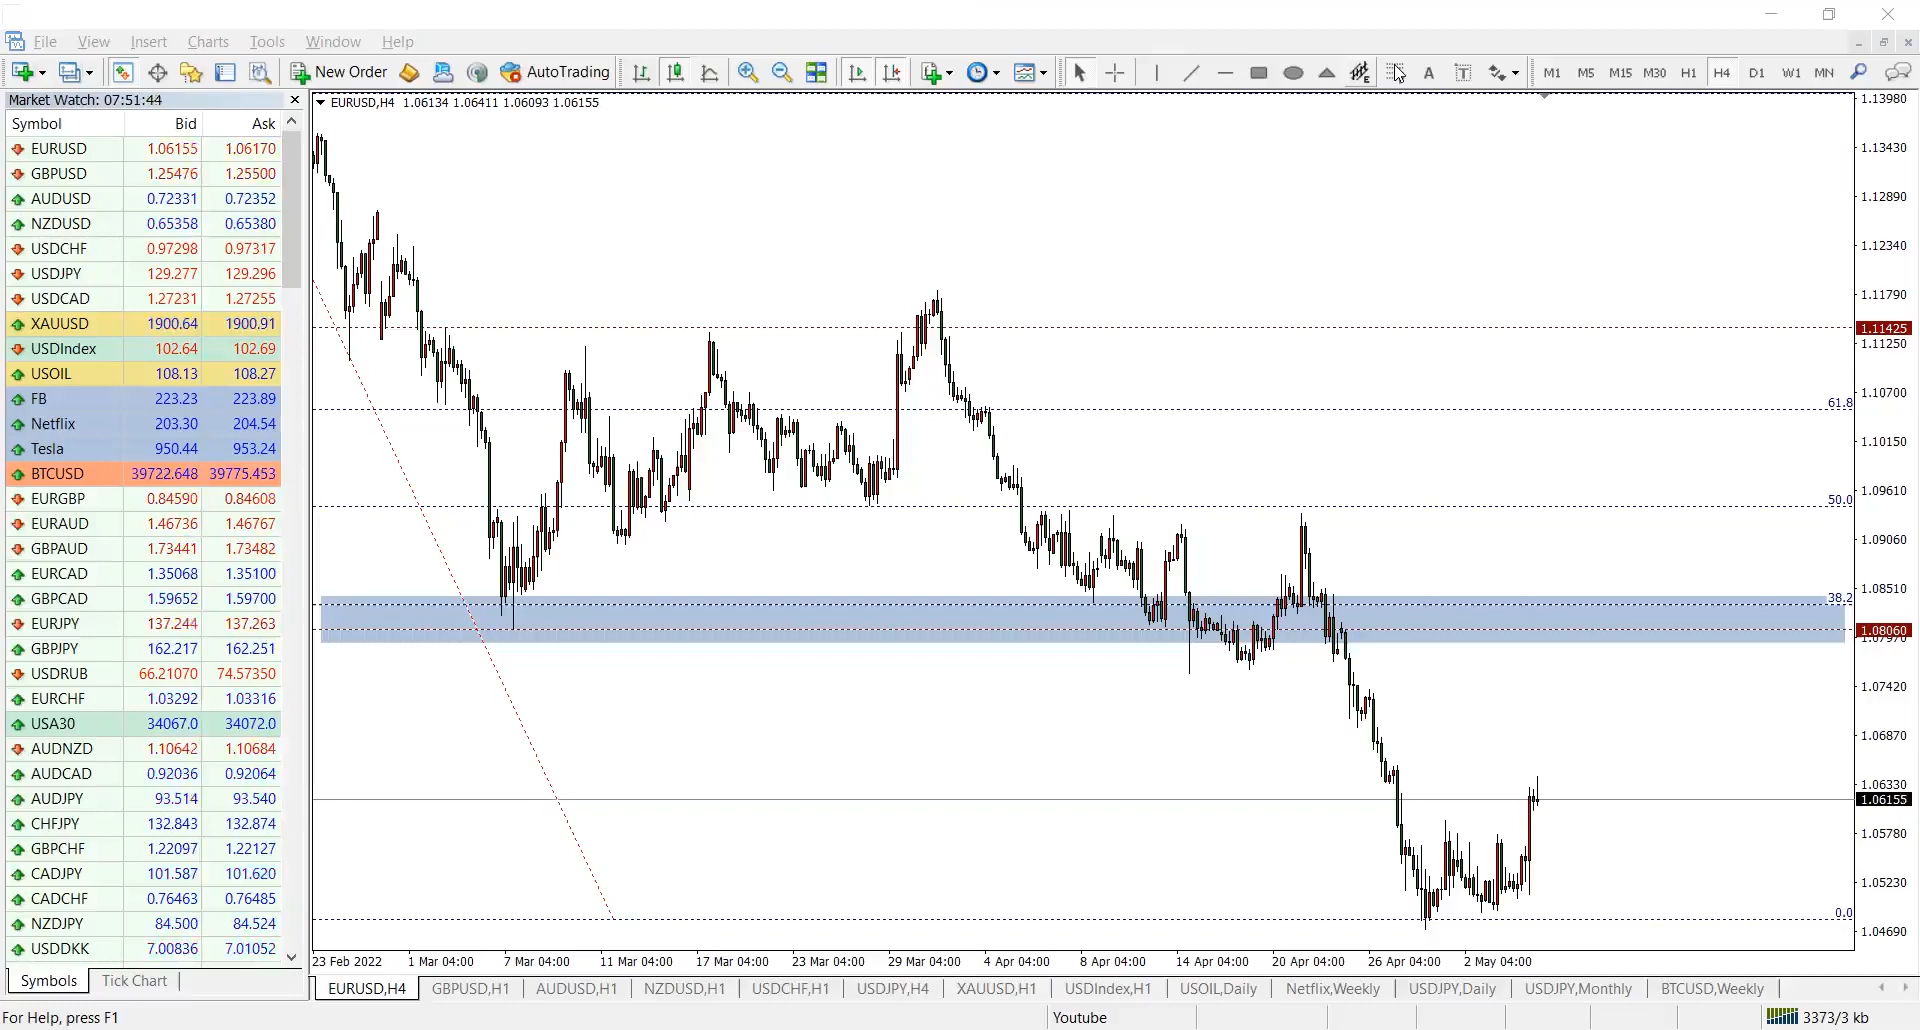 File View Insert Charts Tools Window Help
New Order AutoTrading A T M1 M5 M15 M30 H1 H4 D1 W1 MN
Market Watch: 07:51:44
Symbol Bid Ask
EURUSD 1.06155 1.06170
GBPUSD 1.25476 1.25500
AUDUSD 0.72331 0.72352
NZDUSD 0.65358 0.65380
USDCHF 0.97298 0.97317
USDJPY 129.277 129.296
USDCAD 1.27231 1.27255
XAUUSD 1900.64 1900.91
USDIndex 102.64 102.69
USOIL 108.13 108.27
FB 223.23 223.89
Netflix 203.30 204.54
Tesla 950.44 953.24
BTCUSD 39722.648 39775.453
EURGBP 0.84590 0.84608
EURAUD 1.46736 1.46767
GBPAUD 1.73441 1.73482
EURCAD 1.35068 1.35100
GBPCAD 1.59652 1.59700
EURJPY 137.244 137.263
GBPJPY 162.217 162.251
USDRUB 66.21070 74.57350
EURCHF 1.03292 1.03316
USA30 34067.0 34072.0
AUDNZD 1.10642 1.10684
AUDCAD 0.92036 0.92064
AUDJPY 93.514 93.540
CHFJPY 132.843 132.874
GBPCHF 1.22097 1.22127
CADJPY 101.587 101.620
CADCHF 0.76463 0.76485
NZDJPY 84.500 84.524
USDDKK 7.00836 7.01052
Symbols Tick Chart
EURUSD,H4 1.06134 1.06411 1.06093 1.06155
1.13980
1.13430
1.12890
1.12340
1.11790
1.11425
1.11250
1.10700
61.8
1.10150
1.09610
50.0
1.09060
1.08510
38.2
1.08060
1.07970
1.07420
1.06870
1.06330
1.06155
1.05780
1.05230
0.0
1.04690
23 Feb 2022 1 Mar 04:00 7 Mar 04:00 11 Mar 04:00 17 Mar 04:00 23 Mar 04:00 29 Mar 04:00 4 Apr 04:00 8 Apr 04:00 14 Apr 04:00 20 Apr 04:00 26 Apr 04:00 2 May 04:00
EURUSD,H4 GBPUSD,H1 AUDUSD,H1 NZDUSD,H1 USDCHF,H1 USDJPY,H4 XAUUSD,H1 USDIndex,H1 USOIL,Daily Netflix,Weekly USDJPY,Daily USDJPY,Monthly BTCUSD,Weekly
For Help, press F1 Youtube 3373/3 kb